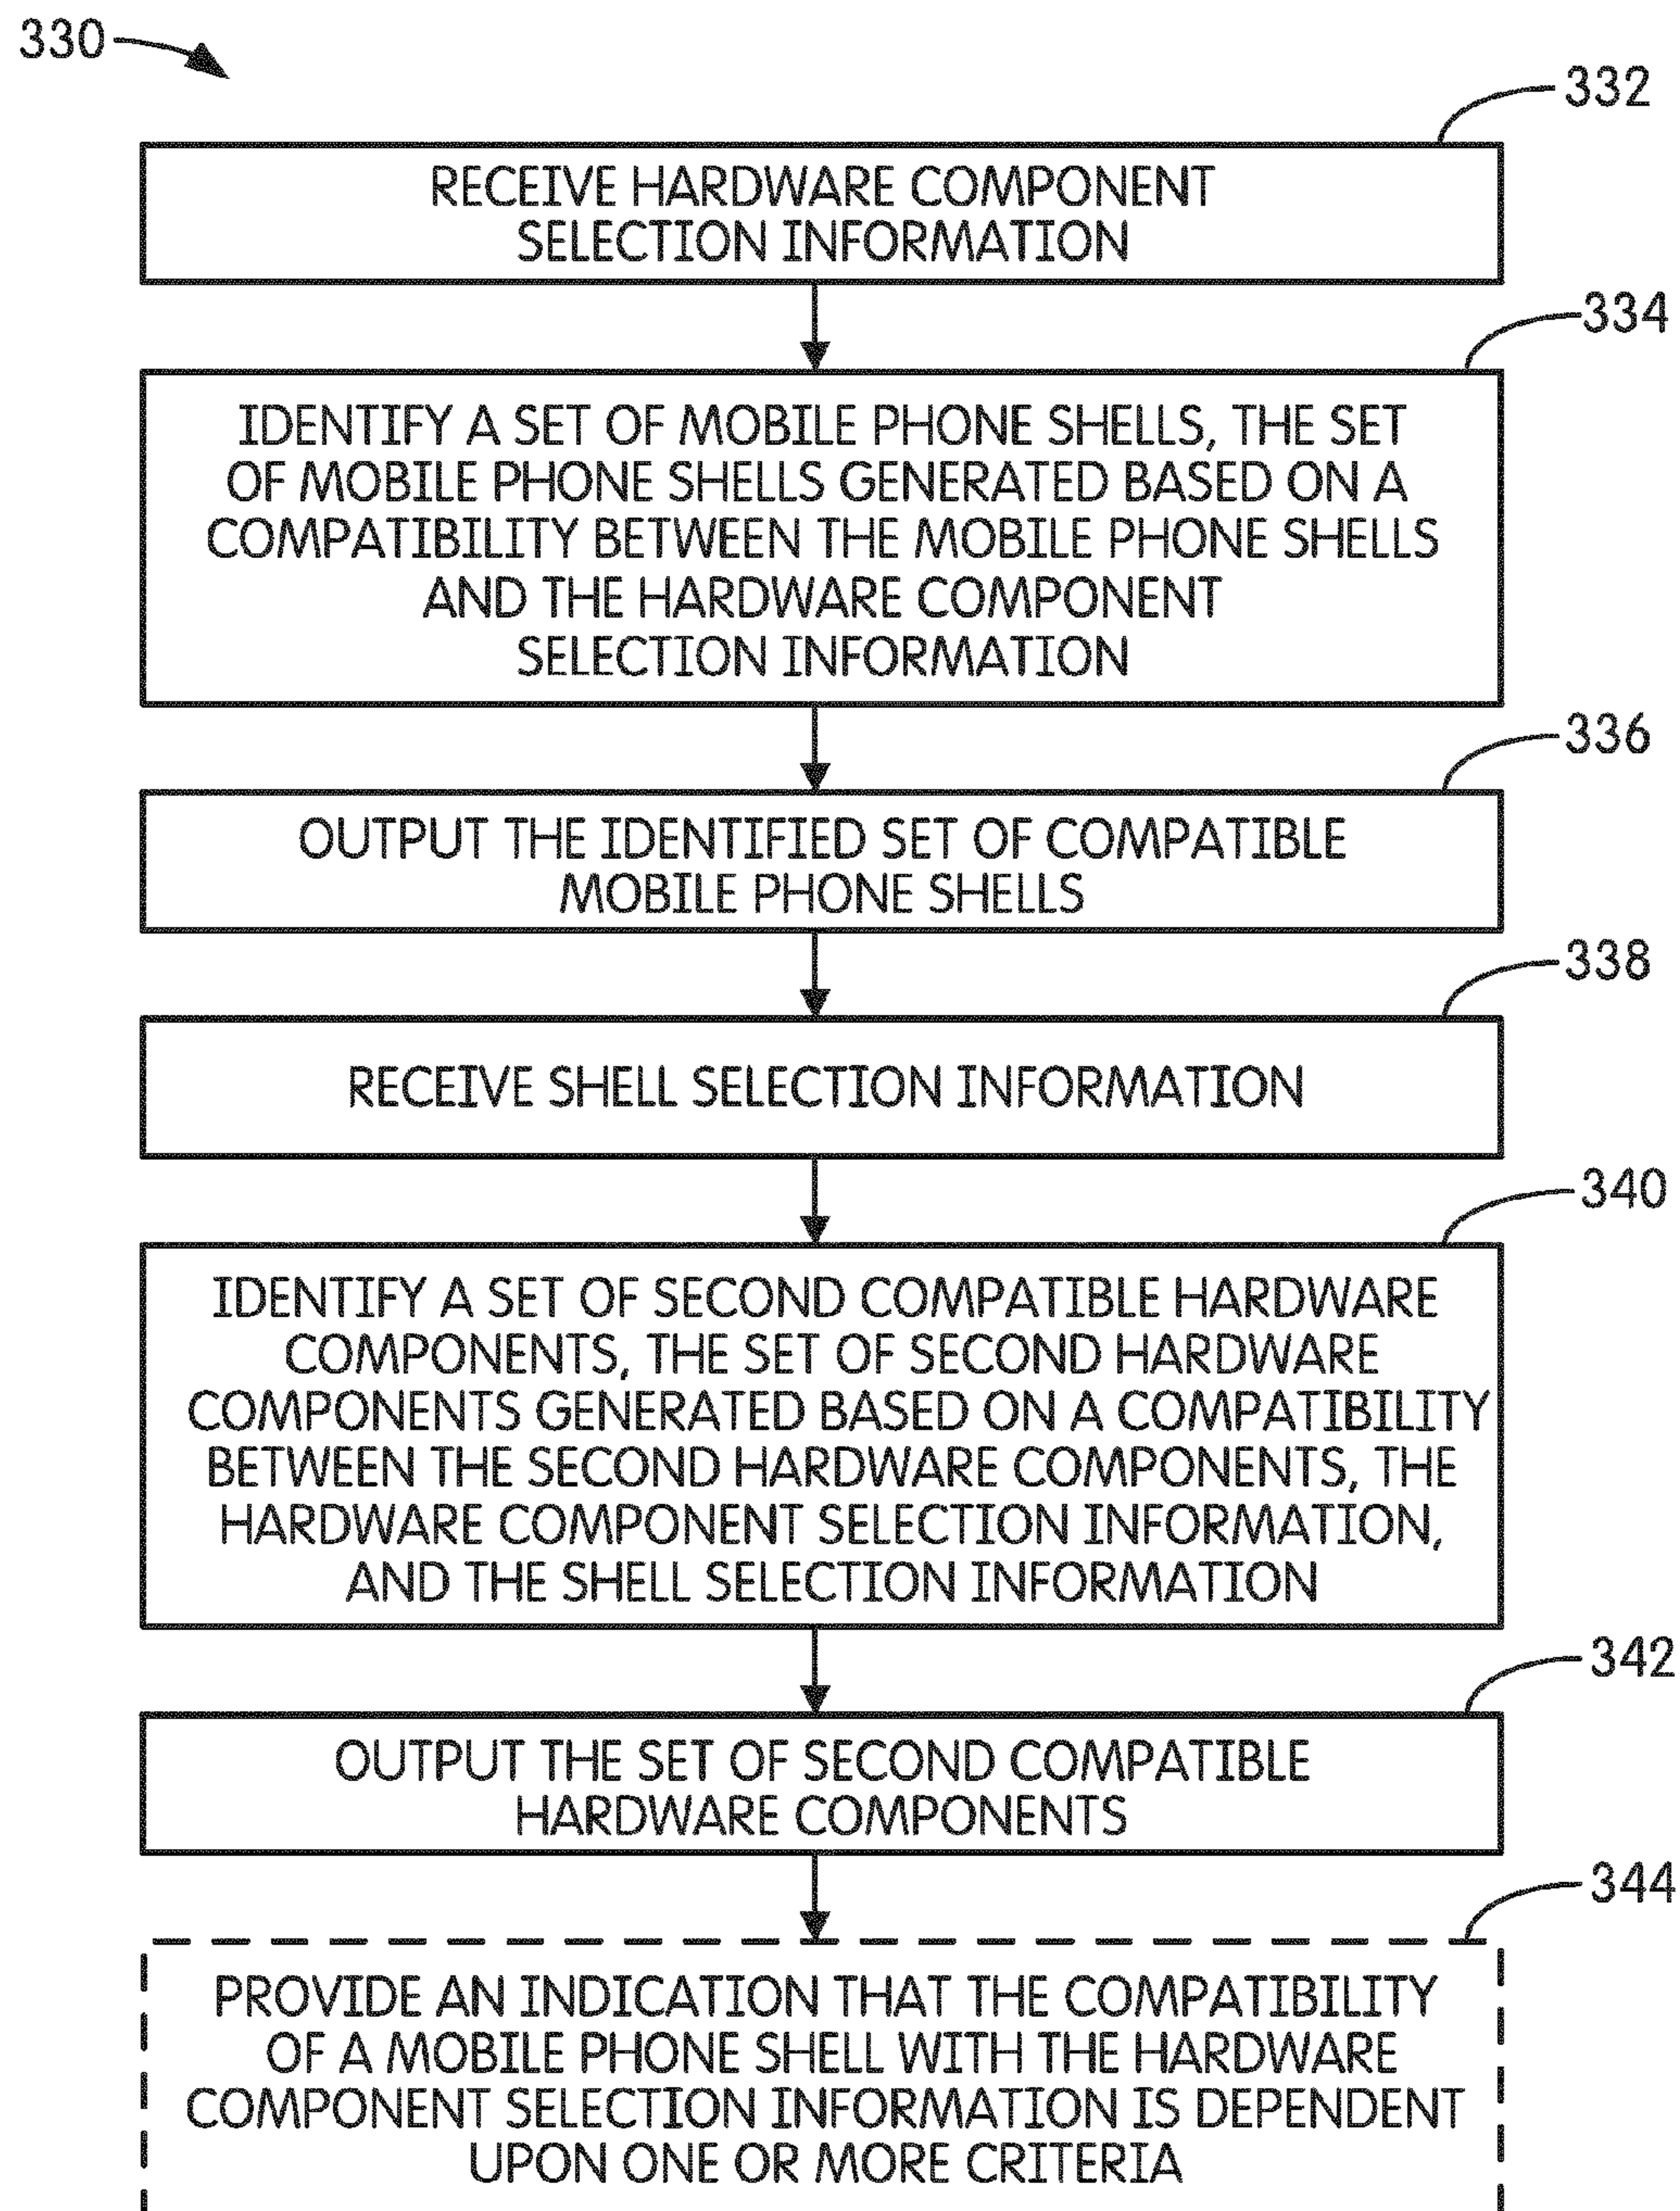 330
332
RECEIVE HARDWARE COMPONENT
SELECTION INFORMATION
334
IDENTIFY A SET OF MOBILE PHONE SHELLS, THE SET
OF MOBILE PHONE SHELLS GENERATED BASED ON A
COMPATIBILITY BETWEEN THE MOBILE PHONE SHELLS
AND THE HARDWARE COMPONENT
SELECTION INFORMATION
336
OUTPUT THE IDENTIFIED SET OF COMPATIBLE
MOBILE PHONE SHELLS
338
RECEIVE SHELL SELECTION INFORMATION
340
IDENTIFY A SET OF SECOND COMPATIBLE HARDWARE
COMPONENTS, THE SET OF SECOND HARDWARE
COMPONENTS GENERATED BASED ON A COMPATIBILITY
BETWEEN THE SECOND HARDWARE COMPONENTS, THE
HARDWARE COMPONENT SELECTION INFORMATION,
AND THE SHELL SELECTION INFORMATION
342
OUTPUT THE SET OF SECOND COMPATIBLE
HARDWARE COMPONENTS
344
PROVIDE AN INDICATION THAT THE COMPATIBILITY
OF A MOBILE PHONE SHELL WITH THE HARDWARE
COMPONENT SELECTION INFORMATION IS DEPENDENT
UPON ONE OR MORE CRITERIA